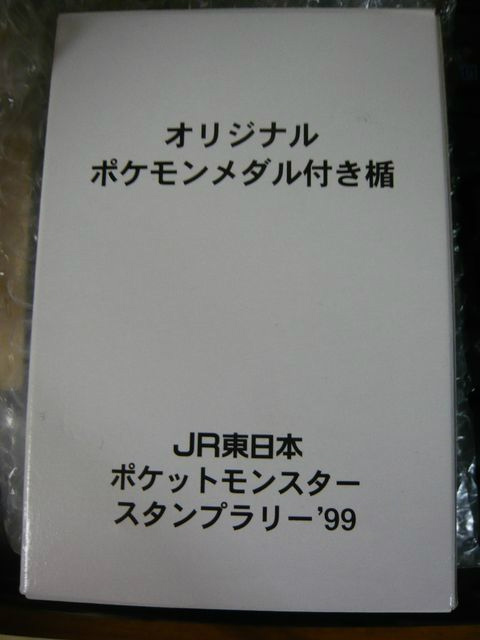 オリジナル
ポケモンメダル付き楯
JR東日本
ポケットモンスター
スタンプラリー’99